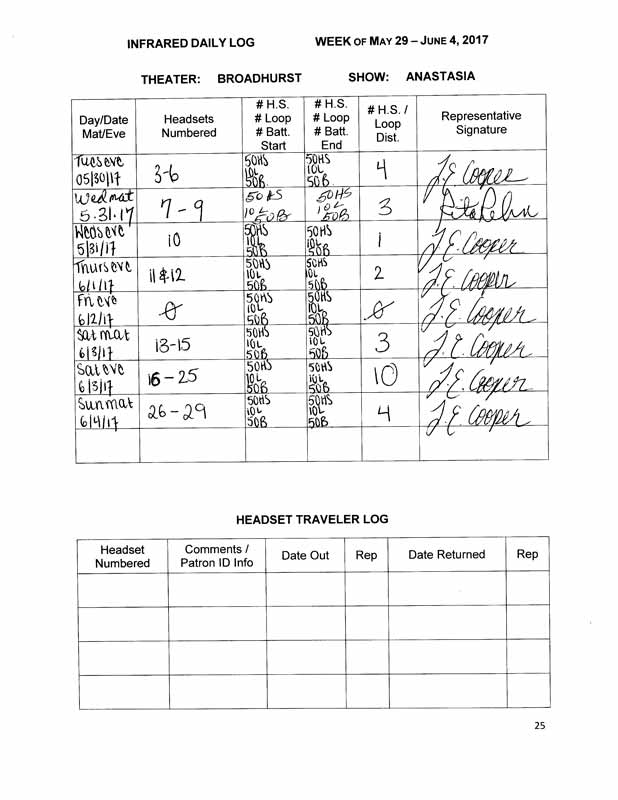 INFRARED DAILY LOG WEEK OF MAY 29 – JUNE 4, 2017
THEATER: BROADHURST SHOW: ANASTASIA
Day/Date Mat/Eve Headsets Numbered # H.S. # Loop # Batt. Start # H.S. # Loop # Batt. End # H.S. / Loop Dist. Representative Signature
Tues eve 05/30/17 3-6 50HS 10L 50B 50HS 10L 50B 4 J.E. Cooper
Wed mat 5.31.17 7-9 50HS 10L 50B 50HS 10L 50B 3
Weds eve 5/31/17 10 50HS 10L 50B 50HS 10L 50B 1 J.E. Cooper
Thurs eve 6/1/17 11 & 12 50HS 10L 50B 50HS 10L 50B 2 J.E. Cooper
Fri eve 6/2/17 0 50HS 10L 50B 50HS 10L 50B 0 J.E. Cooper
Sat mat 6/3/17 13-15 50HS 10L 50B 50HS 10L 50B 3 J.E. Cooper
Sat eve 6/3/17 16-25 50HS 10L 50B 50HS 10L 50B 10 J.E. Cooper
Sun mat 6/4/17 26-29 50HS 10L 50B 50HS 10L 50B 4 J.E. Cooper
HEADSET TRAVELER LOG
Headset Numbered Comments / Patron ID Info Date Out Rep Date Returned Rep
25